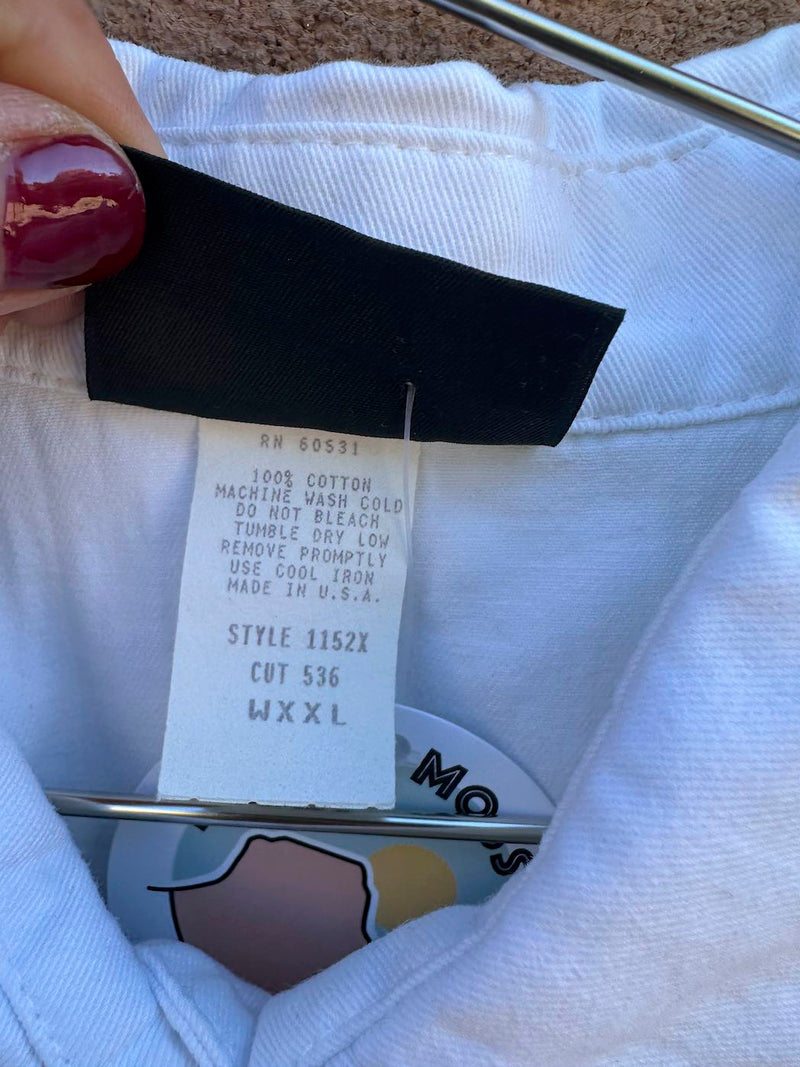 RN 60531
100% COTTON
MACHINE WASH COLD
DO NOT BLEACH
TUMBLE DRY LOW
REMOVE PROMPTLY
USE COOL IRON
MADE IN U.S.A.
STYLE 1152X
CUT 536
WXXL